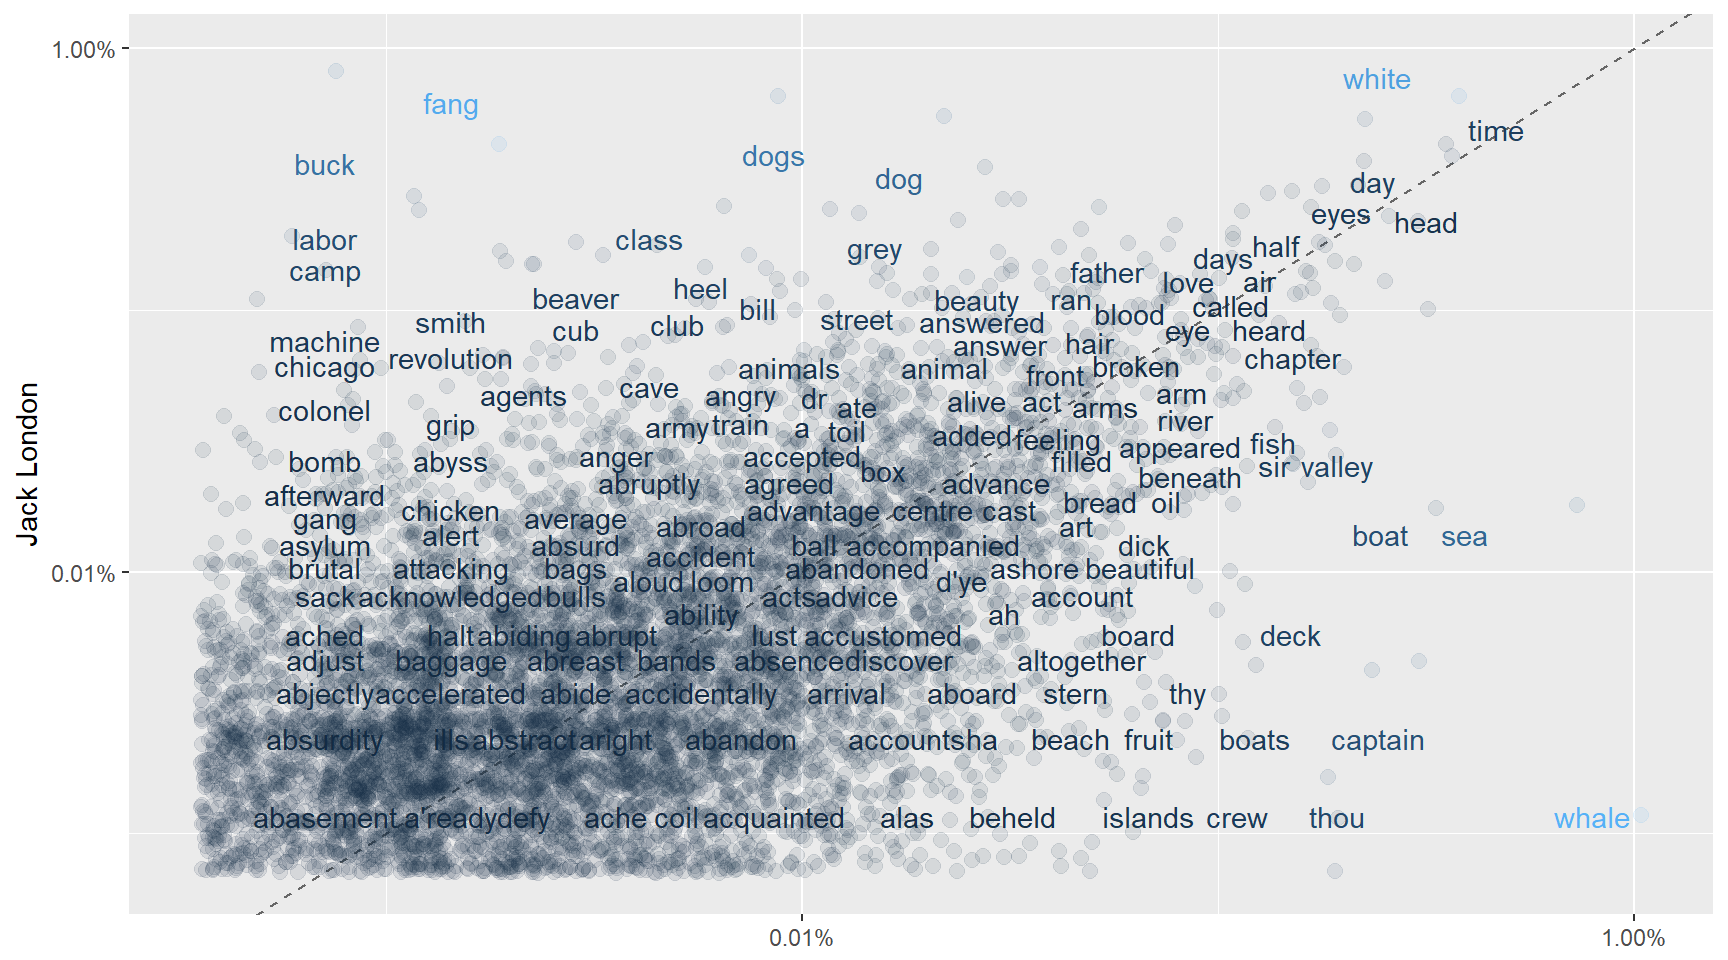 1.00%
white
fang
time
dogs
buck
dog
day
eyes
head
labor
class
grey
half
days
camp
father
love
air
heel
beaver
beauty
ran
called
bill
blood
smith
cub
club
street
answered
eye
heard
machine
answer
hair
chicago
revolution
animals
animal
front
broken
chapter
colonel
agents
cave
angry
dr
ate
alive
act
arms
arm
grip
army
train
a
toil
added
feeling
river
appeared
fish
bomb
abyss
anger
accepted
box
filled
sir
valley
afterward
abruptly
agreed
advance
beneath
gang
chicken
average
abroad
advantage
centre
cast
bread
oil
art
asylum
alert
absurd
accident
ball
accompanied
dick
boat
sea
0.01%
brutal
attacking
bags
aloud
loom
abandoned
d'ye
ashore
beautiful
sack
acknowledged
bulls
ability
acts
advice
ah
account
ached
halt
abiding
abrupt
lust
accustomed
board
deck
adjust
baggage
abreast
bands
absence
discover
altogether
abjectly
accelerated
abide
accidentally
arrival
aboard
stern
thy
absurdity
ills
abstract
aright
abandon
accounts
ha
beach
fruit
boats
captain
abasement
a'ready
defy
ache
coil
acquainted
alas
beheld
islands
crew
thou
whale
Jack London
0.01%
1.00%